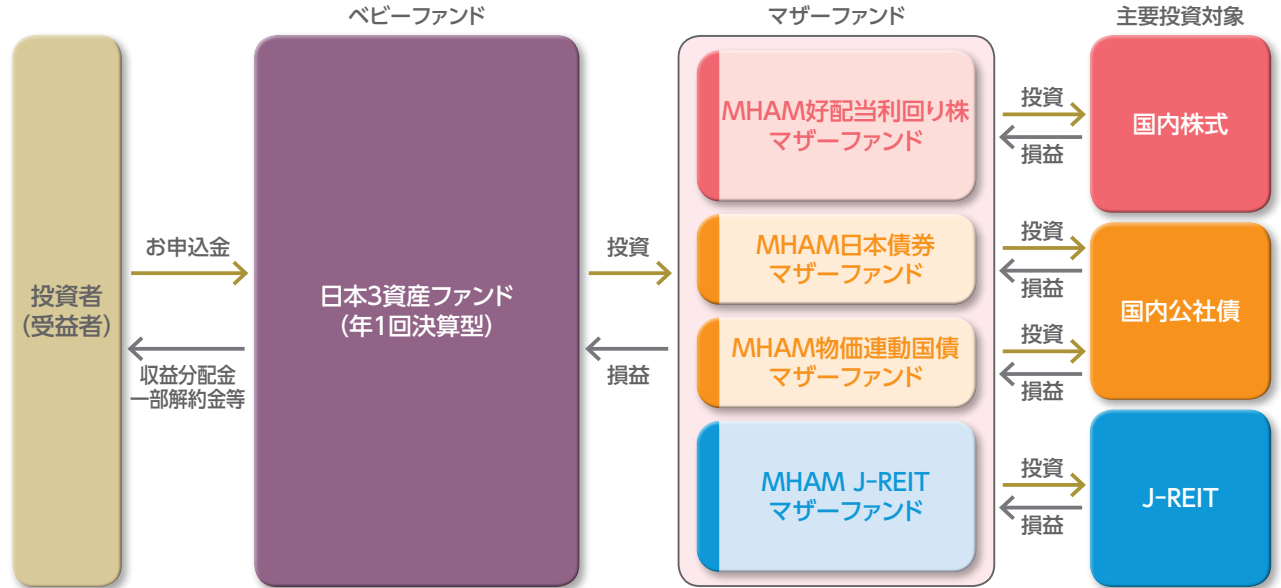 ベビーファンド
マザーファンド
主要投資対象
投資者
（受益者）
お申込金
収益分配金
一部解約金等
日本3資産ファンド
（年1回決算型）
投資
損益
MHAM好配当利回り株
マザーファンド
投資
損益
国内株式
MHAM日本債券
マザーファンド
投資
損益
MHAM物価連動国債
マザーファンド
投資
損益
国内公社債
MHAM J-REIT
マザーファンド
投資
損益
J-REIT